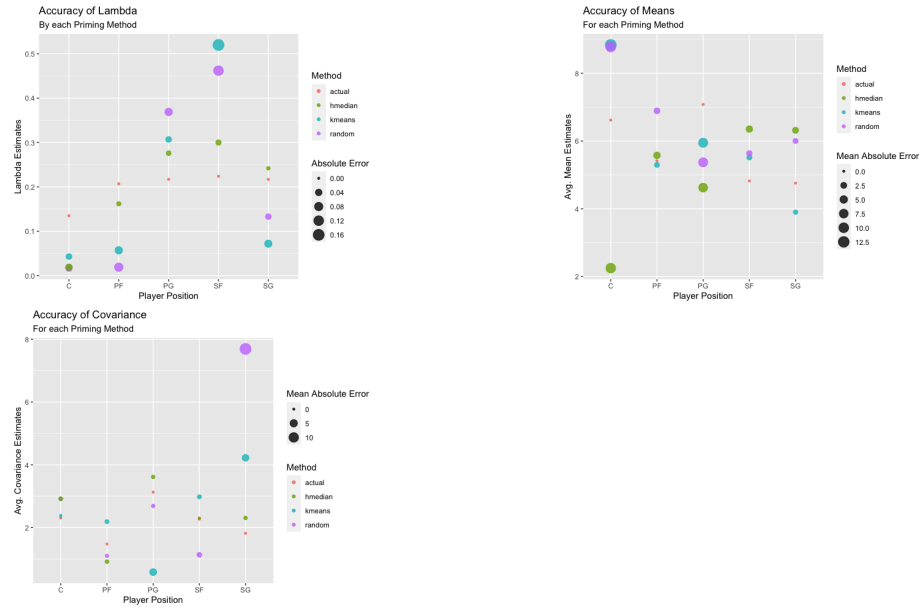 Accuracy of Lambda
By each Priming Method
Lambda Estimates
0.5
0.4
0.3
0.2
0.1
0.0
C PF PG SF SG
Player Position
Method
actual
hmedian
kmeans
random
Absolute Error
0.00
0.04
0.08
0.12
0.16
Accuracy of Means
For each Priming Method
Avg. Mean Estimates
8
6
4
2
C PF PG SF SG
Player Position
Method
actual
hmedian
kmeans
random
Mean Absolute Error
0.0
2.5
5.0
7.5
10.0
12.5
Accuracy of Covariance
For each Priming Method
Avg. Covariance Estimates
8
6
4
2
C PF PG SF SG
Player Position
Mean Absolute Error
0
5
10
Method
actual
hmedian
kmeans
random